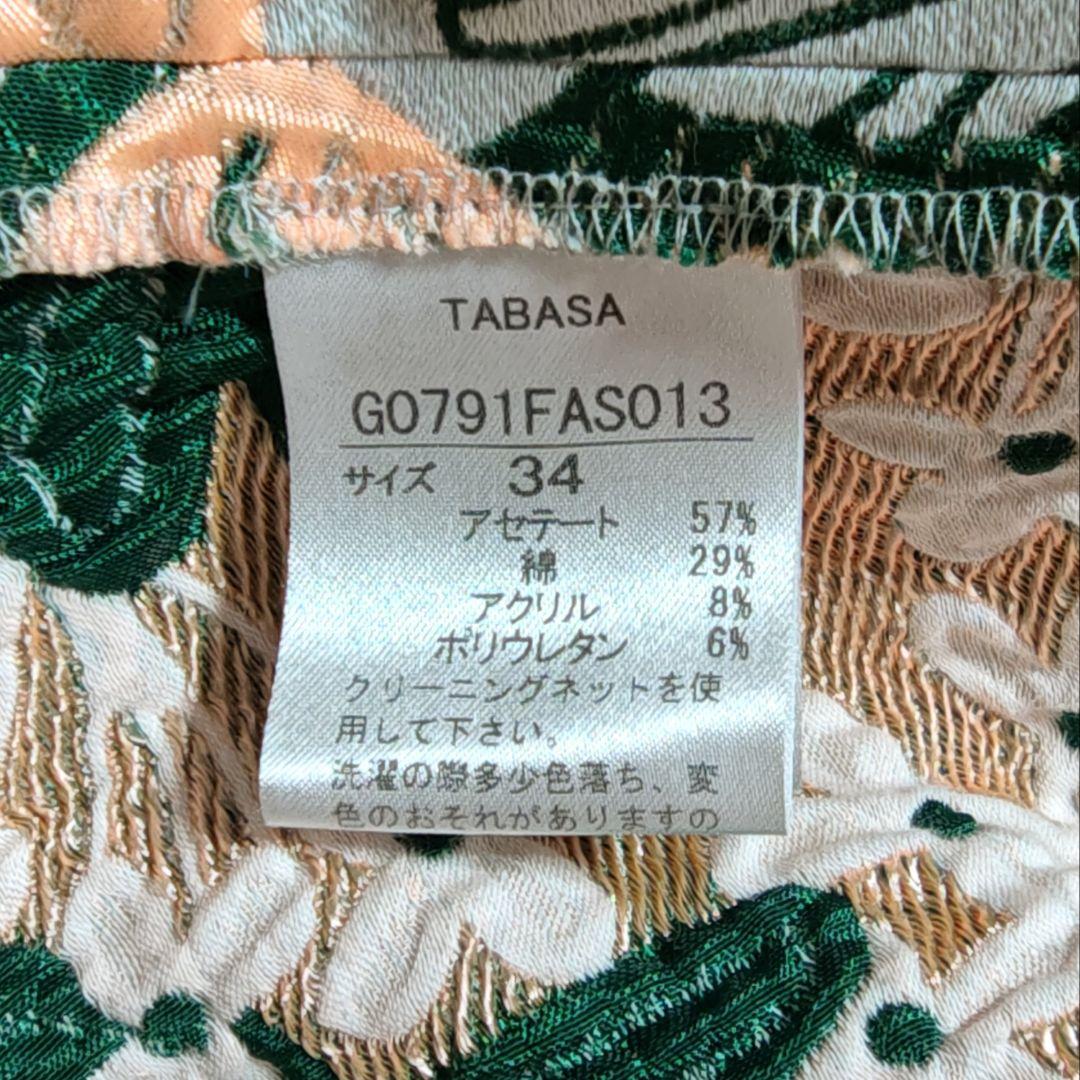 TABASA
G0791FAS013
サイズ 34
アセテート 57%
綿 29%
アクリル 8%
ポリウレタン 6%
クリーニングネットを使
用して下さい。
洗濯の際多少色落ち、変
色のおそれがありますの